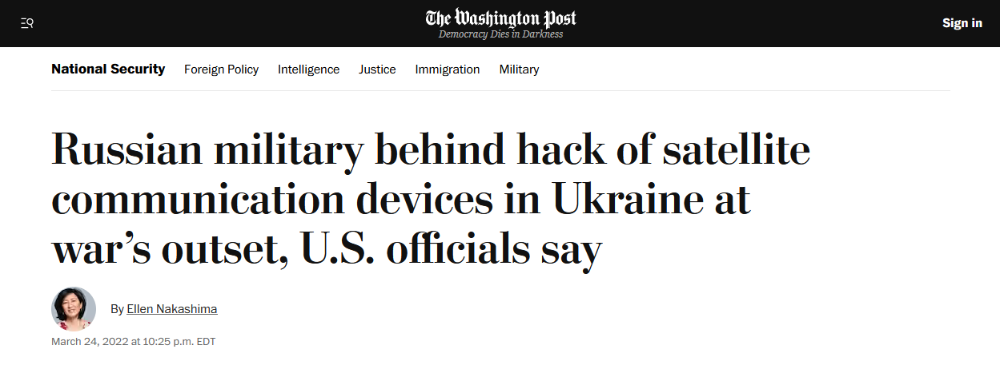 The Washington Post
Democracy Dies in Darkness
Sign in
National Security Foreign Policy Intelligence Justice Immigration Military
Russian military behind hack of satellite
communication devices in Ukraine at
war’s outset, U.S. officials say
By Ellen Nakashima
March 24, 2022 at 10:25 p.m. EDT